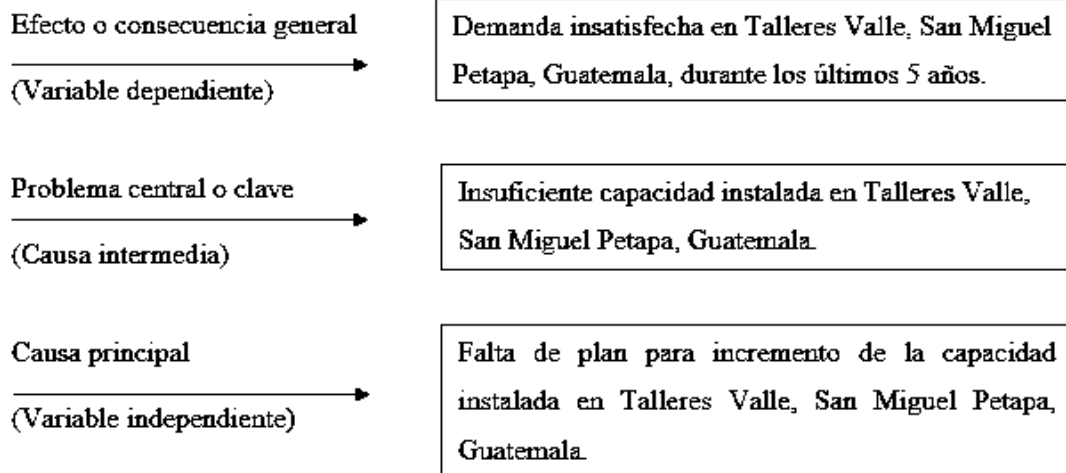 Efecto o consecuencia general
(Variable dependiente)
Demanda insatisfecha en Talleres Valle, San Miguel
Petapa, Guatemala, durante los últimos 5 años.
Problema central o clave
(Causa intermedia)
Insuficiente capacidad instalada en Talleres Valle,
San Miguel Petapa, Guatemala.
Causa principal
(Variable independiente)
Falta de plan para incremento de la capacidad
instalada en Talleres Valle, San Miguel Petapa,
Guatemala.